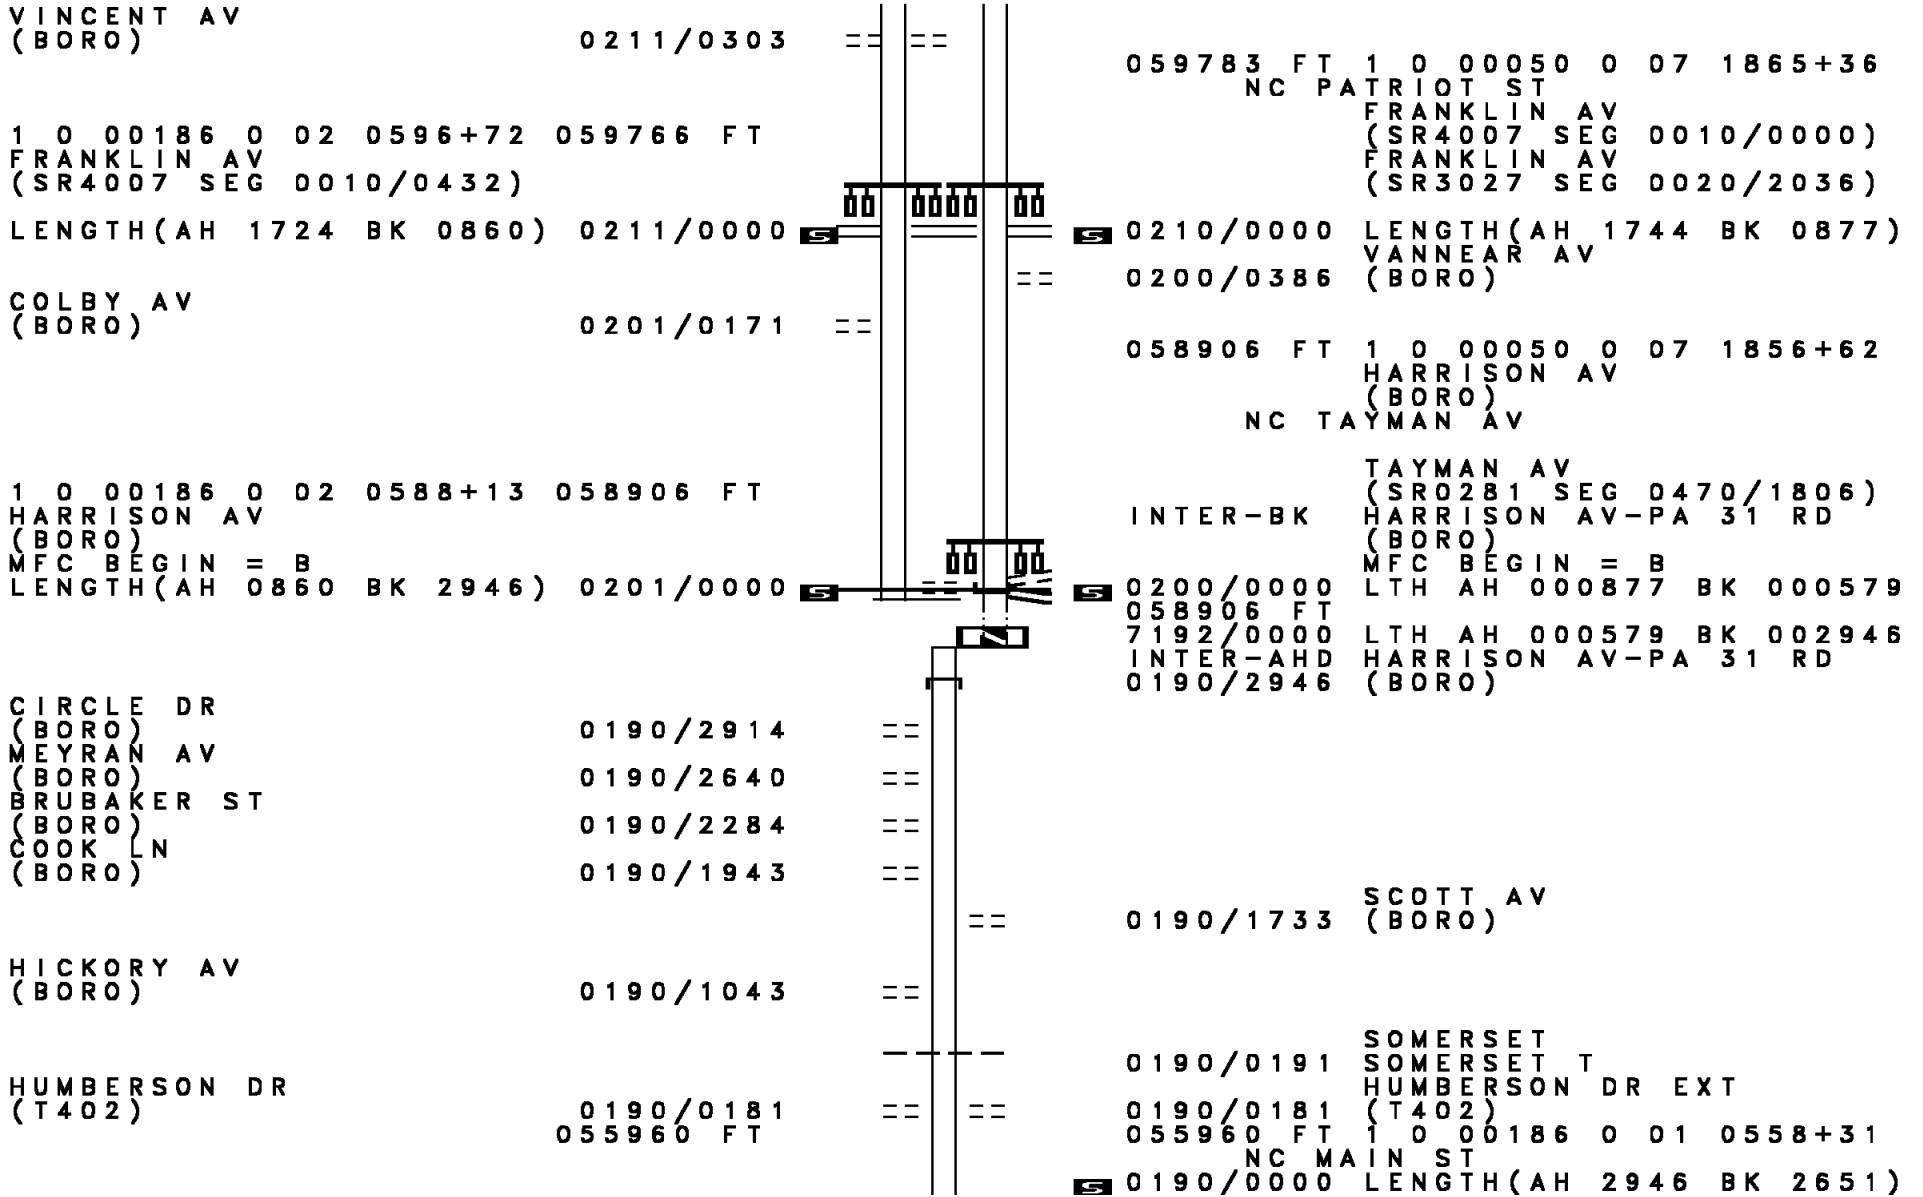 VINCENT AV
(BORO) 0211/0303
059783 FT 1 0 00050 0 07 1865+36
NC PATRIOT ST
FRANKLIN AV
1 0 00186 0 02 0596+72 059766 FT (SR4007 SEG 0010/0000)
FRANKLIN AV FRANKLIN AV
(SR4007 SEG 0010/0432) (SR3027 SEG 0020/2036)
LENGTH(AH 1724 BK 0860) 0211/0000 S S 0210/0000 LENGTH(AH 1744 BK 0877)
VANNEAR AV
0200/0386 (BORO)
COLBY AV
(BORO) 0201/0171
058906 FT 1 0 00050 0 07 1856+62
HARRISON AV
(BORO)
NC TAYMAN AV
TAYMAN AV
1 0 00186 0 02 0588+13 058906 FT (SR0281 SEG 0470/1806)
HARRISON AV INTER-BK HARRISON AV-PA 31 RD
(BORO) (BORO)
MFC BEGIN = B MFC BEGIN = B
LENGTH(AH 0860 BK 2946) 0201/0000 S S 0200/0000 LTH AH 000877 BK 000579
058906 FT
7192/0000 LTH AH 000579 BK 002946
INTER-AHD HARRISON AV-PA 31 RD
0190/2946 (BORO)
CIRCLE DR
(BORO) 0190/2914
MEYRAN AV
(BORO) 0190/2640
BRUBAKER ST
(BORO) 0190/2284
COOK LN
(BORO) 0190/1943
SCOTT AV
0190/1733 (BORO)
HICKORY AV
(BORO) 0190/1043
SOMERSET
0190/0191 SOMERSET T
HUMBERSON DR HUMBERSON DR EXT
(T402) 0190/0181 0190/0181 (T402)
055960 FT 055960 FT 1 0 00186 0 01 0558+31
NC MAIN ST
S 0190/0000 LENGTH(AH 2946 BK 2651)